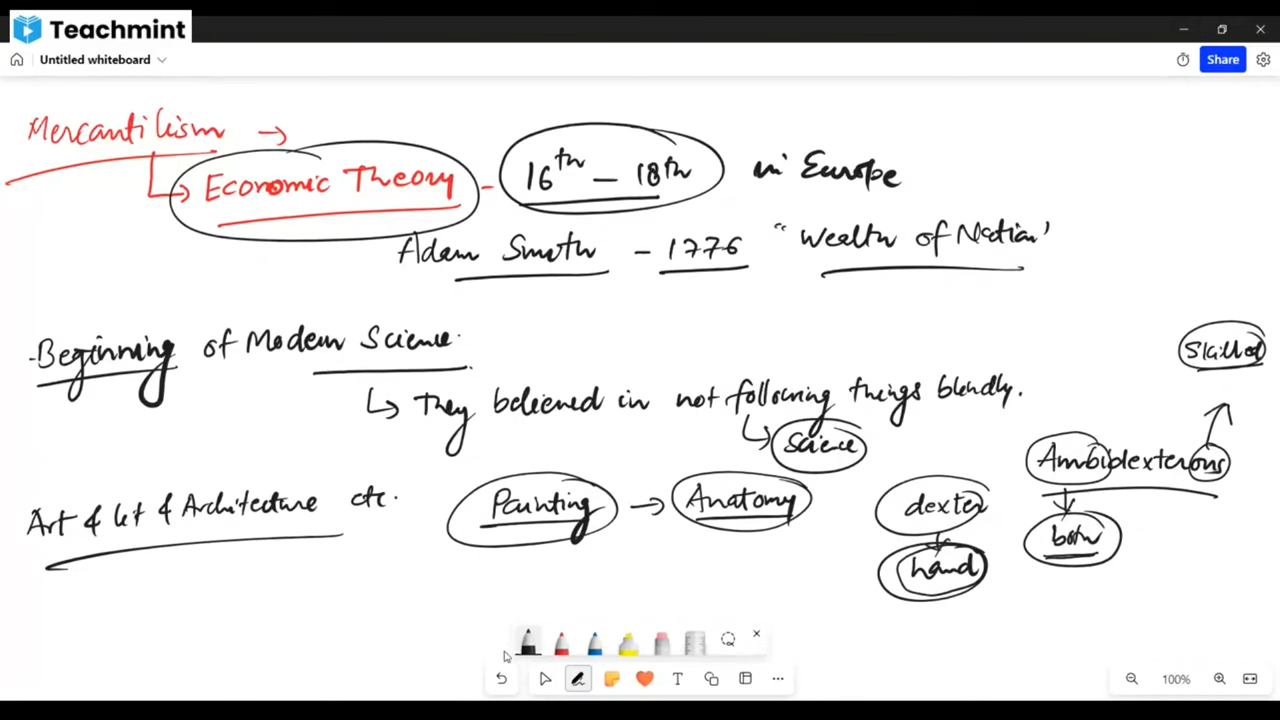 Teachmint
Untitled whiteboard
Share
Mercantilism →
→ Economic Theory - 16th – 18th in Europe
Adam Smith – 1776 "Wealth of Nation'
- Beginning of Modern Science.
→ They believed in not following things blindly.
→ Science
Skilled
Ambidexterous
Art & Lit & Architecture etc.
Painting → Anatomy
dexter
both
hand
100%